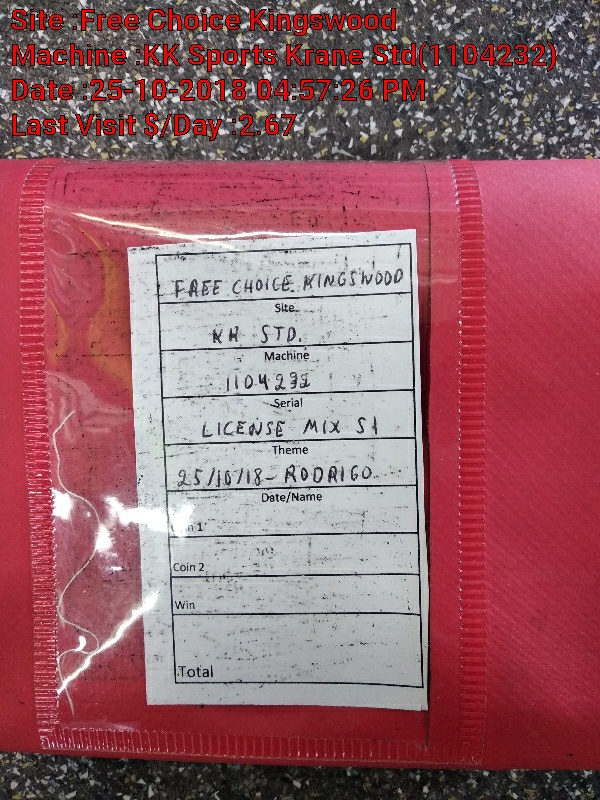 Site :Free Choice Kingswood
Machine :KK Sports Krane Std(1104232)
Date :25-10-2018 04:57:26 PM
Last Visit $/Day :2.67
FREE CHOICE KINGSWOOD
Site
KK STD.
Machine
1104232
Serial
LICENSE MIX S1
Theme
25/10/18- RODRIGO
Date/Name
Coin 1
Coin 2
Win
Total